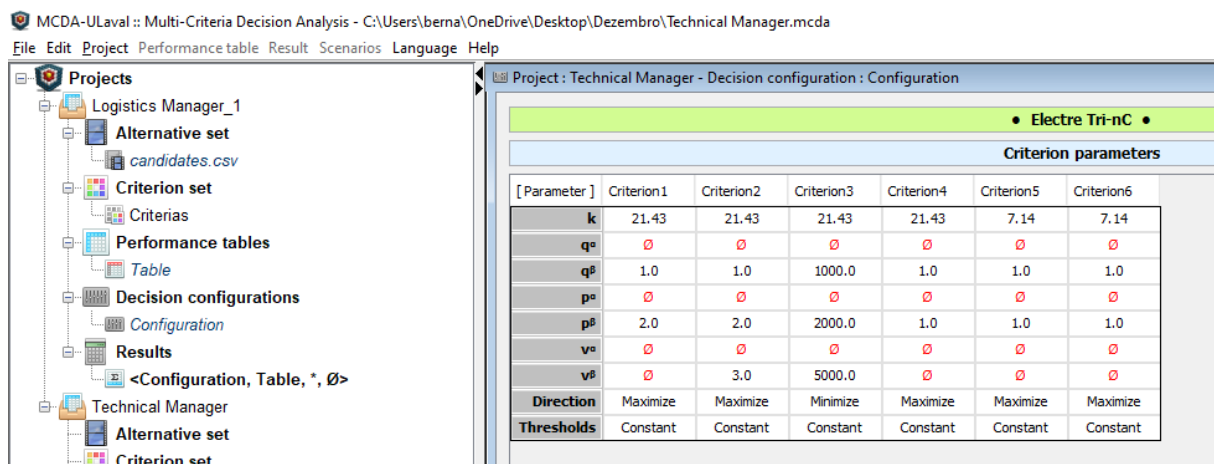 MCDA-ULaval :: Multi-Criteria Decision Analysis - C:\Users\berna\OneDrive\Desktop\Dezembro\Technical Manager.mcda
File Edit Project Performance table Result Scenarios Language Help
Projects
Logistics Manager_1
Alternative set
candidates.csv
Criterion set
Criterias
Performance tables
Table
Decision configurations
Configuration
Results
<Configuration, Table, *, Ø>
Technical Manager
Alternative set
Criterion set
Project : Technical Manager - Decision configuration : Configuration
• Electre Tri-nC •
Criterion parameters
[ Parameter ] Criterion1 Criterion2 Criterion3 Criterion4 Criterion5 Criterion6
k 21.43 21.43 21.43 21.43 7.14 7.14
qα Ø Ø Ø Ø Ø Ø
qβ 1.0 1.0 1000.0 1.0 1.0 1.0
pα Ø Ø Ø Ø Ø Ø
pβ 2.0 2.0 2000.0 1.0 1.0 1.0
vα Ø Ø Ø Ø Ø Ø
vβ Ø 3.0 5000.0 Ø Ø Ø
Direction Maximize Maximize Minimize Maximize Maximize Maximize
Thresholds Constant Constant Constant Constant Constant Constant